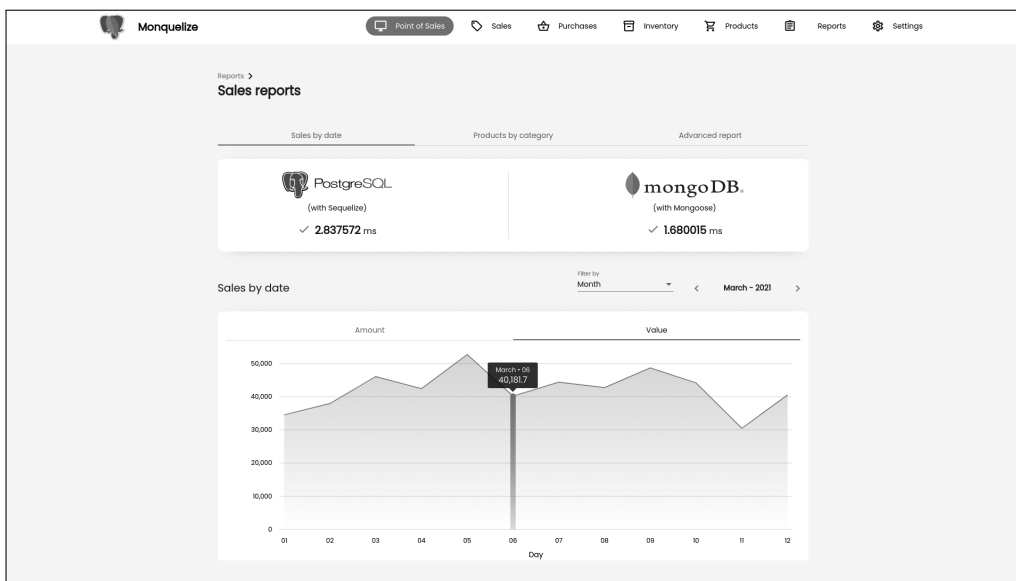 Monquelize
Point of Sales
Sales
Purchases
Inventory
Products
Reports
Settings
Reports >
Sales reports
Sales by date
Products by category
Advanced report
PostgreSQL
(with Sequelize)
✓ 2.837572 ms
mongoDB®
(with Mongoose)
✓ 1.680015 ms
Sales by date
Filter by
Month
< March - 2021 >
Amount
Value
March • 06
40,181.7
50,000
40,000
30,000
20,000
10,000
0
01 02 03 04 05 06 07 08 09 10 11 12
Day